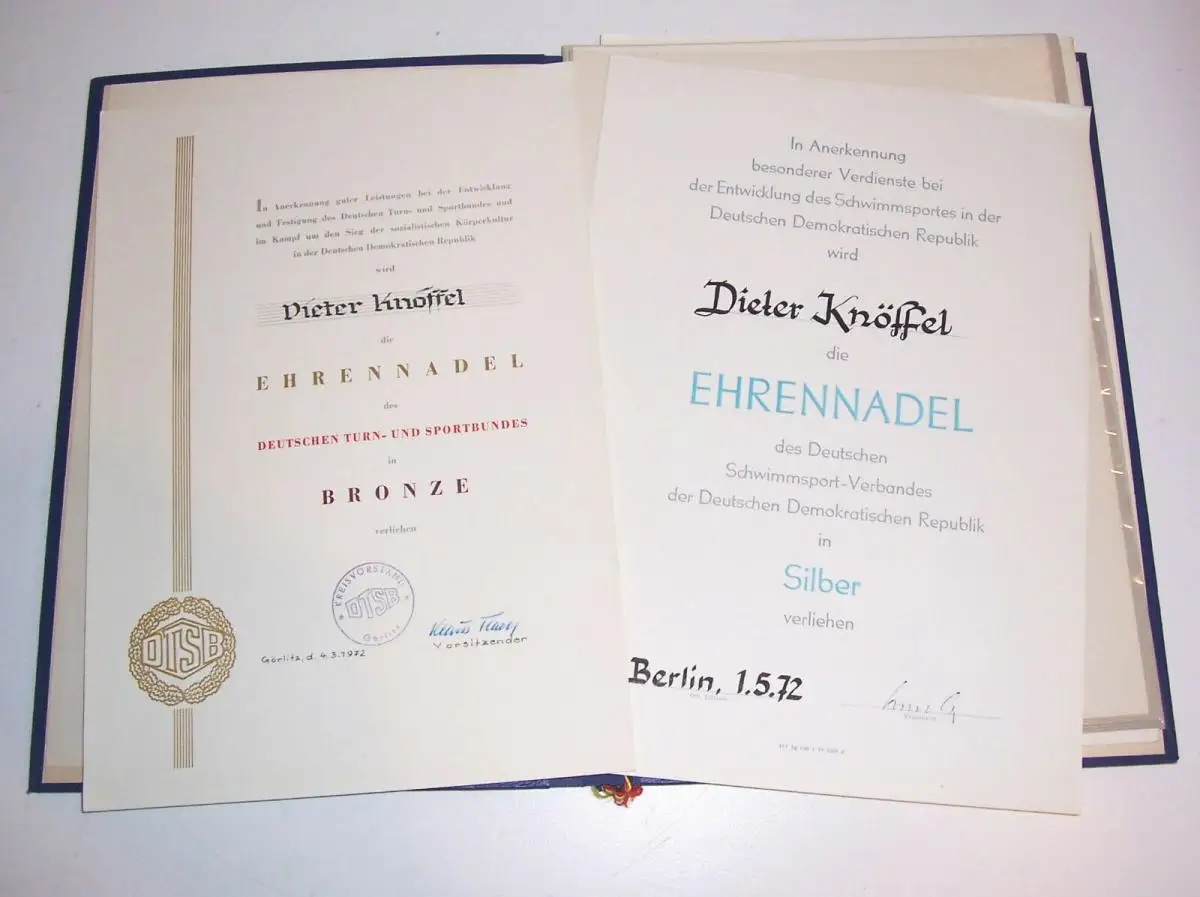 In Anerkennung guter Leistungen bei der Entwicklung
und Festigung des Deutschen Turn- und Sportbundes und
im Kampf um den Sieg der sozialistischen Körperkultur
in der Deutschen Demokratischen Republik
wird
Dieter Knöffel
die
EHRENNADEL
des
DEUTSCHEN TURN- UND SPORTBUNDES
in
BRONZE
verliehen
KREISVORSTAND
DTSB
Görlitz
Klaus
Vorsitzender
Görlitz, d. 4.3.1972
DTSB
In Anerkennung
besonderer Verdienste bei
der Entwicklung des Schwimmsportes in der
Deutschen Demokratischen Republik
wird
Dieter Knöffel
die
EHRENNADEL
des Deutschen
Schwimmsport-Verbandes
der Deutschen Demokratischen Republik
in
Silber
verliehen
Berlin, 1.5.72